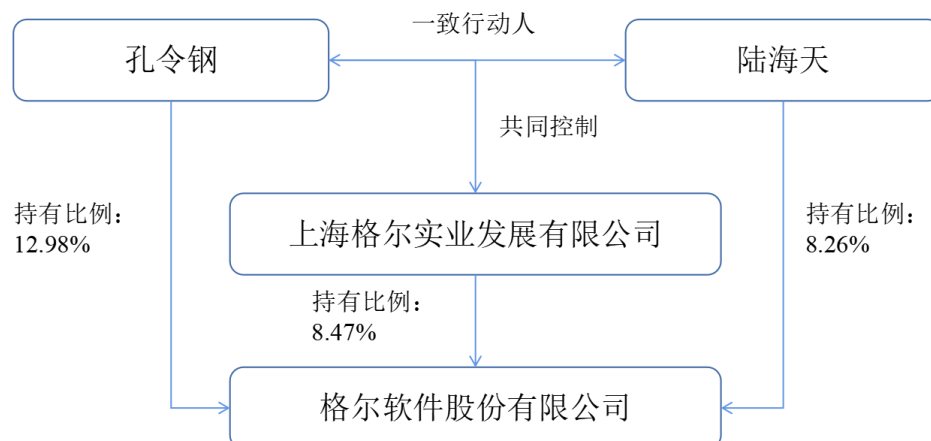 一致行动人
孔令钢
陆海天
共同控制
持有比例：
12.98%
上海格尔实业发展有限公司
持有比例：
8.26%
持有比例：
8.47%
格尔软件股份有限公司